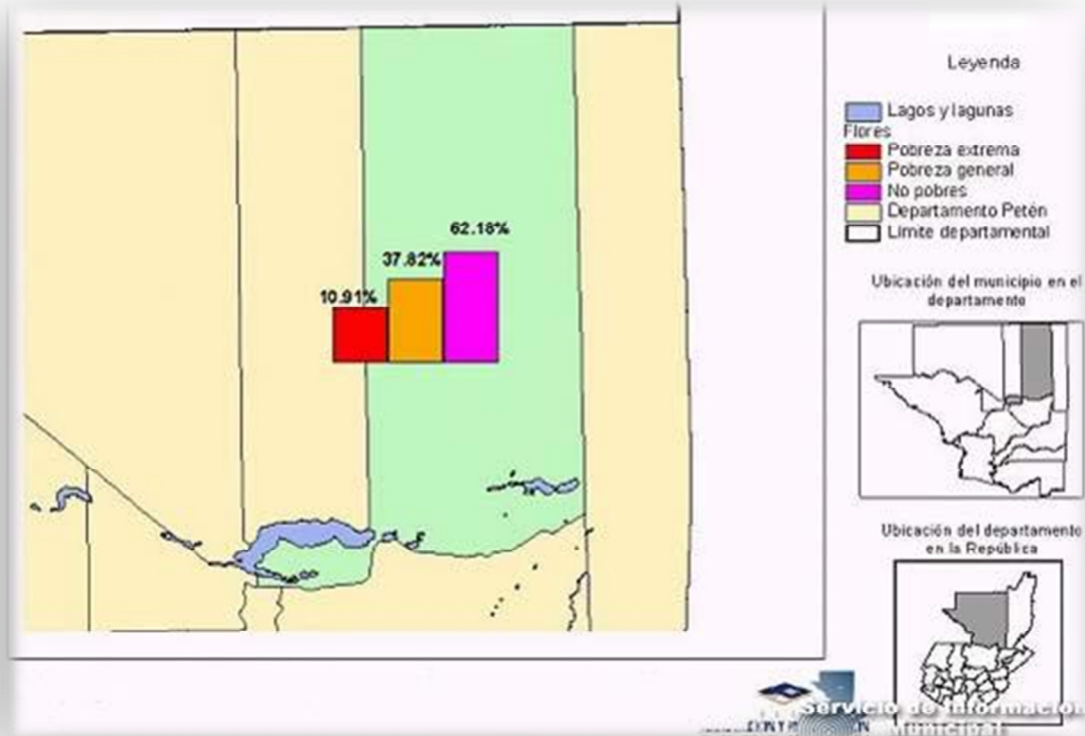 Leyenda
Lagos y lagunas
Flores
Pobreza extrema
Pobreza general
No pobres
Departamento Petén
Límite departamental
62.18%
37.82%
10.91%
Ubicación del municipio en el
departamento
Ubicación del departamento
en la República
Servicio de Información
Municipal